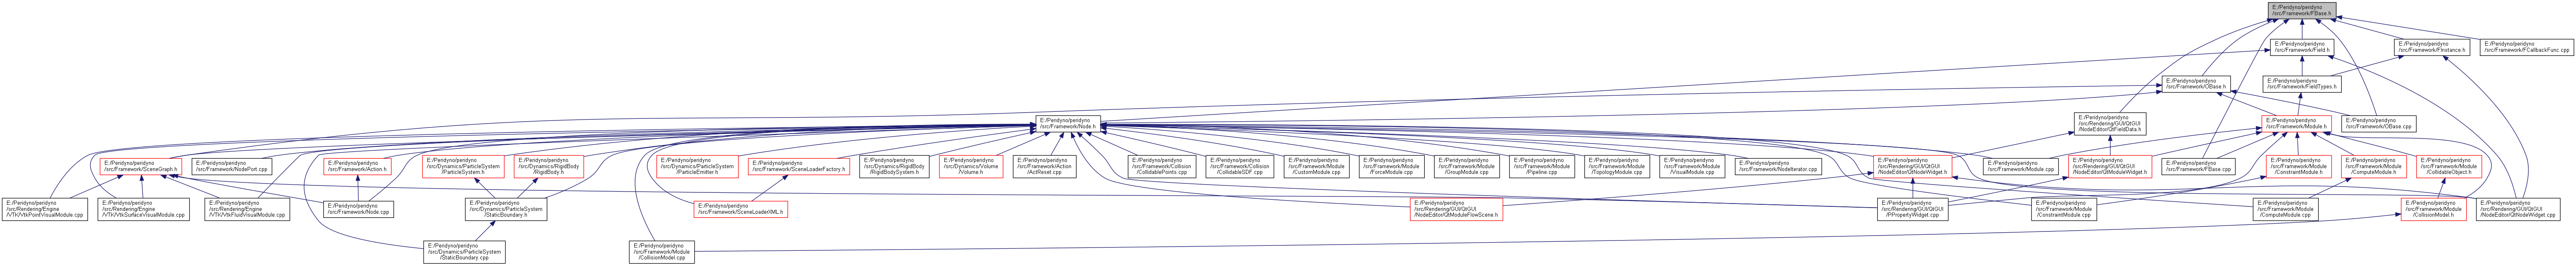 E:/Peridyno/peridyno
/src/Framework/FBase.h
E:/Peridyno/peridyno
/src/Framework/Field.h
E:/Peridyno/peridyno
/src/Framework/FInstance.h
E:/Peridyno/peridyno
/src/Framework/FCallbackFunc.cpp
E:/Peridyno/peridyno
/src/Framework/OBase.h
E:/Peridyno/peridyno
/src/Framework/FieldTypes.h
E:/Peridyno/peridyno
/src/Framework/Node.h
E:/Peridyno/peridyno
/src/Rendering/GUI/QtGUI
/NodeEditor/QtFieldData.h
E:/Peridyno/peridyno
/src/Framework/Module.h
E:/Peridyno/peridyno
/src/Framework/OBase.cpp
E:/Peridyno/peridyno
/src/Framework/SceneGraph.h
E:/Peridyno/peridyno
/src/Framework/NodePort.cpp
E:/Peridyno/peridyno
/src/Framework/Action.h
E:/Peridyno/peridyno
/src/Dynamics/ParticleSystem
/ParticleSystem.h
E:/Peridyno/peridyno
/src/Dynamics/RigidBody
/RigidBody.h
E:/Peridyno/peridyno
/src/Dynamics/ParticleSystem
/ParticleEmitter.h
E:/Peridyno/peridyno
/src/Framework/SceneLoaderFactory.h
E:/Peridyno/peridyno
/src/Dynamics/RigidBody
/RigidBodySystem.h
E:/Peridyno/peridyno
/src/Dynamics/Volume
/Volume.h
E:/Peridyno/peridyno
/src/Framework/Action
/ActReset.cpp
E:/Peridyno/peridyno
/src/Framework/Collision
/CollidablePoints.cpp
E:/Peridyno/peridyno
/src/Framework/Collision
/CollidableSDF.cpp
E:/Peridyno/peridyno
/src/Framework/Module
/CustomModule.cpp
E:/Peridyno/peridyno
/src/Framework/Module
/ForceModule.cpp
E:/Peridyno/peridyno
/src/Framework/Module
/GroupModule.cpp
E:/Peridyno/peridyno
/src/Framework/Module
/Pipeline.cpp
E:/Peridyno/peridyno
/src/Framework/Module
/TopologyModule.cpp
E:/Peridyno/peridyno
/src/Framework/Module
/VisualModule.cpp
E:/Peridyno/peridyno
/src/Framework/NodeIterator.cpp
E:/Peridyno/peridyno
/src/Rendering/GUI/QtGUI
/NodeEditor/QtNodeWidget.h
E:/Peridyno/peridyno
/src/Framework/Module.cpp
E:/Peridyno/peridyno
/src/Rendering/GUI/QtGUI
/NodeEditor/QtModuleWidget.h
E:/Peridyno/peridyno
/src/Framework/FBase.cpp
E:/Peridyno/peridyno
/src/Framework/Module
/ConstraintModule.h
E:/Peridyno/peridyno
/src/Framework/Module
/ComputeModule.h
E:/Peridyno/peridyno
/src/Framework/Module
/CollidableObject.h
E:/Peridyno/peridyno
/src/Rendering/Engine
/VTK/VtkPointVisualModule.cpp
E:/Peridyno/peridyno
/src/Rendering/Engine
/VTK/VtkSurfaceVisualModule.cpp
E:/Peridyno/peridyno
/src/Rendering/Engine
/VTK/VtkFluidVisualModule.cpp
E:/Peridyno/peridyno
/src/Framework/Node.cpp
E:/Peridyno/peridyno
/src/Dynamics/ParticleSystem
/StaticBoundary.h
E:/Peridyno/peridyno
/src/Framework/SceneLoaderXML.h
E:/Peridyno/peridyno
/src/Rendering/GUI/QtGUI
/NodeEditor/QtModuleFlowScene.h
E:/Peridyno/peridyno
/src/Rendering/GUI/QtGUI
/PPropertyWidget.cpp
E:/Peridyno/peridyno
/src/Framework/Module
/ConstraintModule.cpp
E:/Peridyno/peridyno
/src/Framework/Module
/ComputeModule.cpp
E:/Peridyno/peridyno
/src/Framework/Module
/CollisionModel.h
E:/Peridyno/peridyno
/src/Rendering/GUI/QtGUI
/NodeEditor/QtNodeWidget.cpp
E:/Peridyno/peridyno
/src/Dynamics/ParticleSystem
/StaticBoundary.cpp
E:/Peridyno/peridyno
/src/Framework/Module
/CollisionModel.cpp